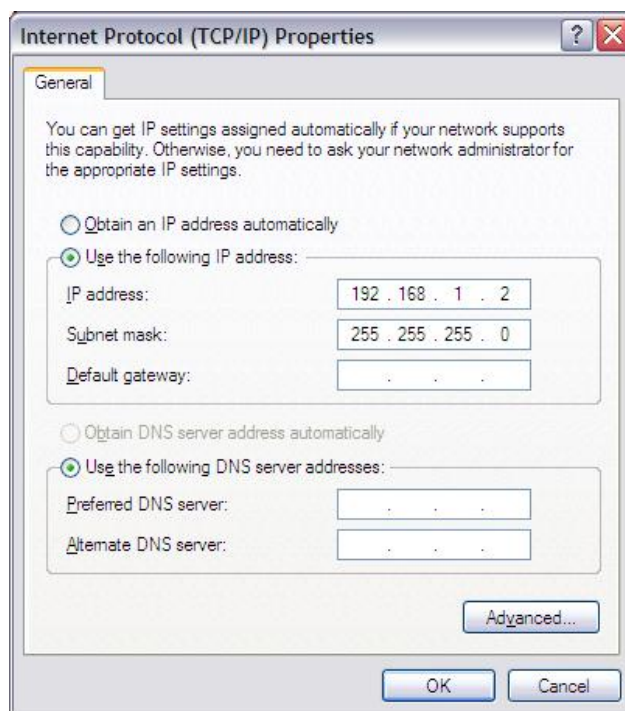 Internet Protocol (TCP/IP) Properties
General
You can get IP settings assigned automatically if your network supports
this capability. Otherwise, you need to ask your network administrator for
the appropriate IP settings.
Obtain an IP address automatically
Use the following IP address:
IP address: 192 . 168 . 1 . 2
Subnet mask: 255 . 255 . 255 . 0
Default gateway: . . .
Obtain DNS server address automatically
Use the following DNS server addresses:
Preferred DNS server: . . .
Alternate DNS server: . . .
Advanced...
OK Cancel